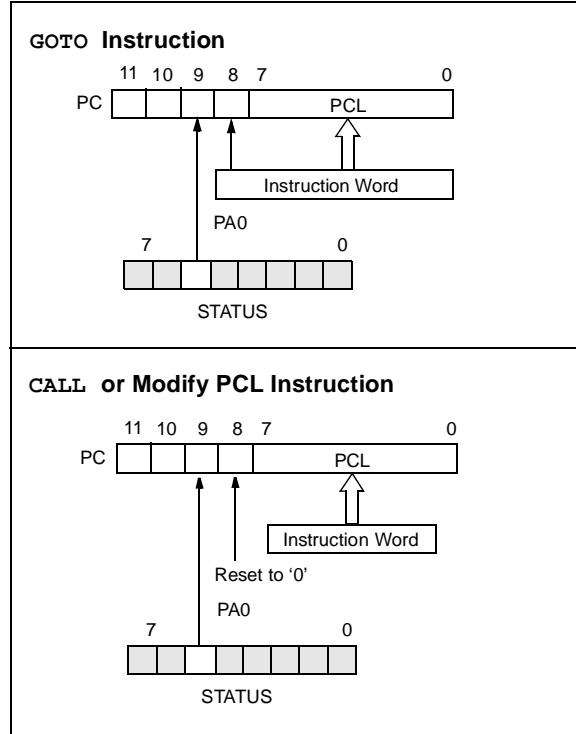 GOTO Instruction
11 10 9 8 7 0
PC PCL
Instruction Word
PA0
7 0
STATUS
CALL or Modify PCL Instruction
11 10 9 8 7 0
PC PCL
Instruction Word
Reset to ‘0’
PA0
7 0
STATUS